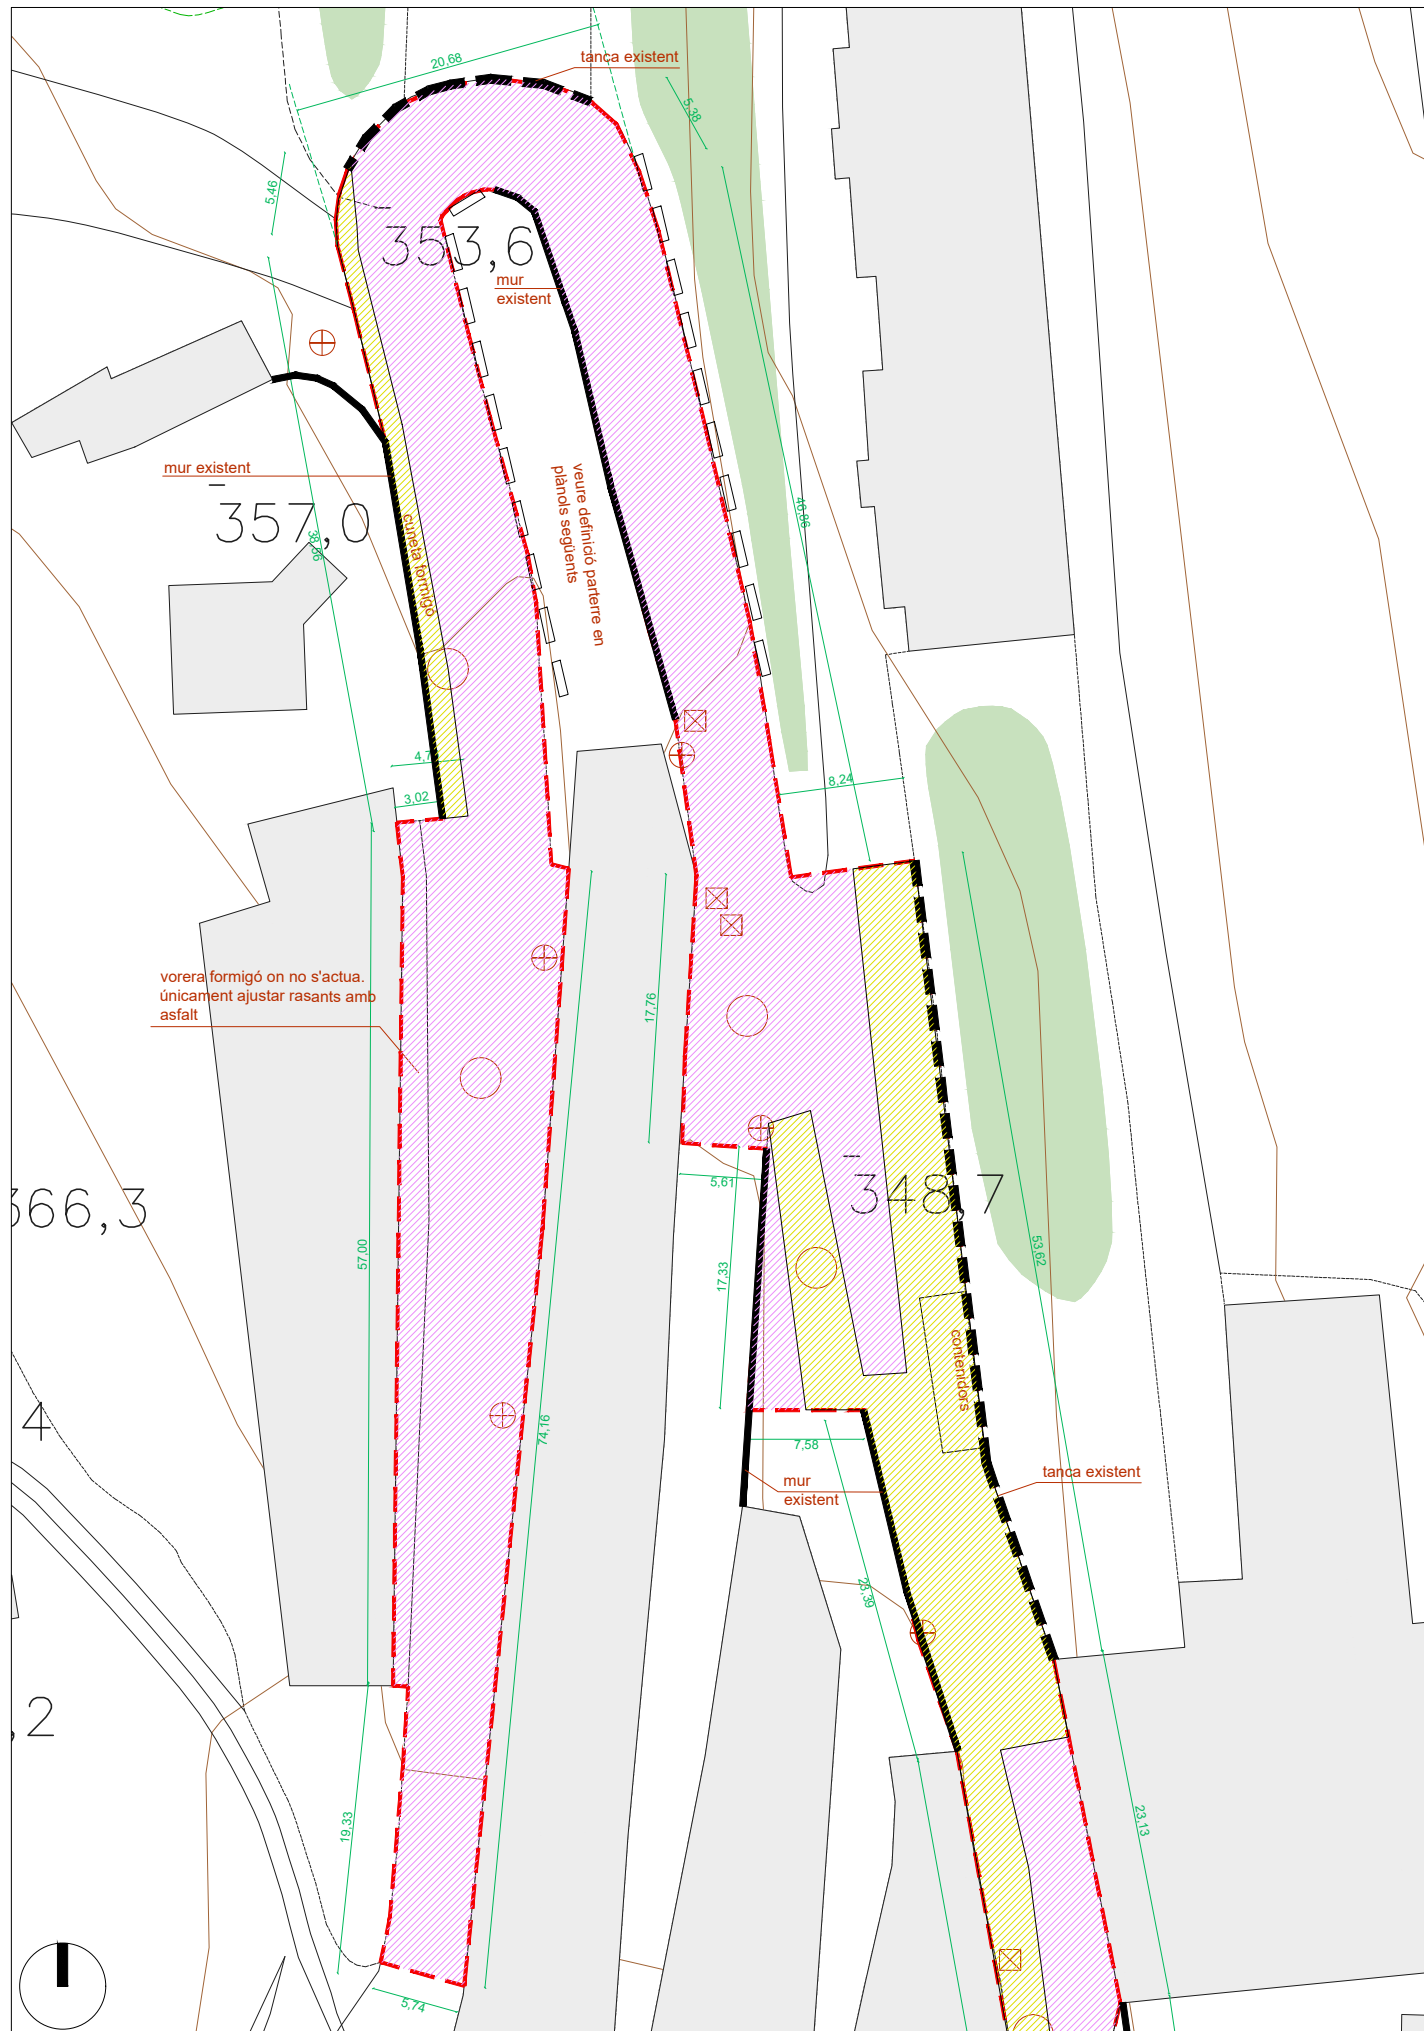 20,68
tanca existent
5,38
5,46
353,6
mur
existent
mur existent
357,0
38,66
cuneta formigó
veure definició parterre en
plànols següents
46,86
4,7
3,02
8,24
vorera formigó on no s'actua.
únicament ajustar rasants amb
asfalt
17,76
5,61
348,7
366,3
57,00
17,33
53,62
contenidors
4
74,16
7,58
mur
existent
tanca existent
23,39
,2
19,33
23,13
5,74